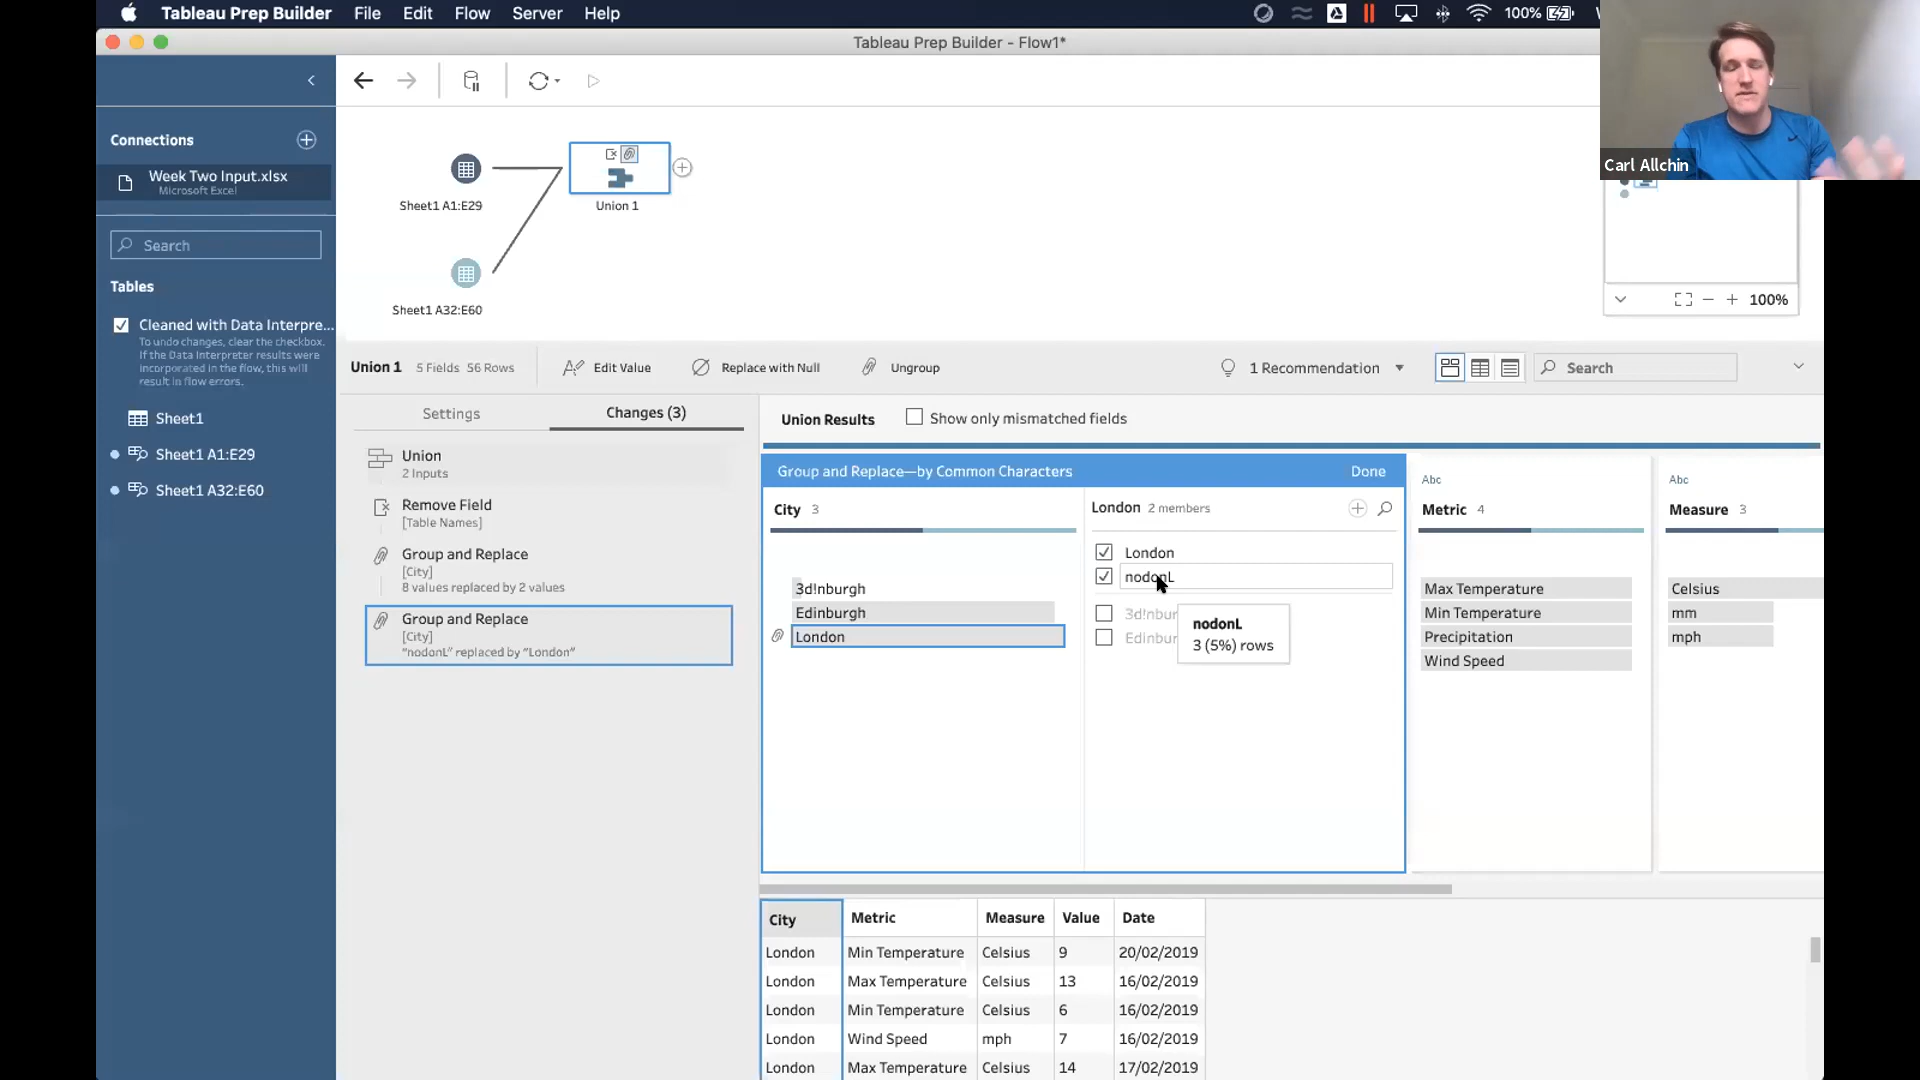 Tableau Prep Builder File Edit Flow Server Help 100%
Tableau Prep Builder - Flow1*
Carl Allchin
Connections
Week Two Input.xlsx
Microsoft Excel
Search
Tables
Cleaned with Data Interpre...
To undo changes, clear the checkbox.
If the Data Interpreter results were
incorporated in the flow, this will
result in flow errors.
Sheet1
Sheet1 A1:E29
Sheet1 A32:E60
Sheet1 A1:E29
Union 1
Sheet1 A32:E60
100%
Union 1 5 Fields 56 Rows Edit Value Replace with Null Ungroup 1 Recommendation Search
Settings Changes (3)
Union
2 Inputs
Remove Field
[Table Names]
Group and Replace
[City]
8 values replaced by 2 values
Group and Replace
[City]
"nodonL" replaced by "London"
Union Results Show only mismatched fields
Group and Replace—by Common Characters Done
City 3
3d!nburgh
Edinburgh
London
London 2 members
London
nodonL
3d!nbur
Edinbur
nodonL
3 (5%) rows
Abc
Metric 4
Max Temperature
Min Temperature
Precipitation
Wind Speed
Abc
Measure 3
Celsius
mm
mph
City Metric Measure Value Date
London Min Temperature Celsius 9 20/02/2019
London Max Temperature Celsius 13 16/02/2019
London Min Temperature Celsius 6 16/02/2019
London Wind Speed mph 7 16/02/2019
London Max Temperature Celsius 14 17/02/2019